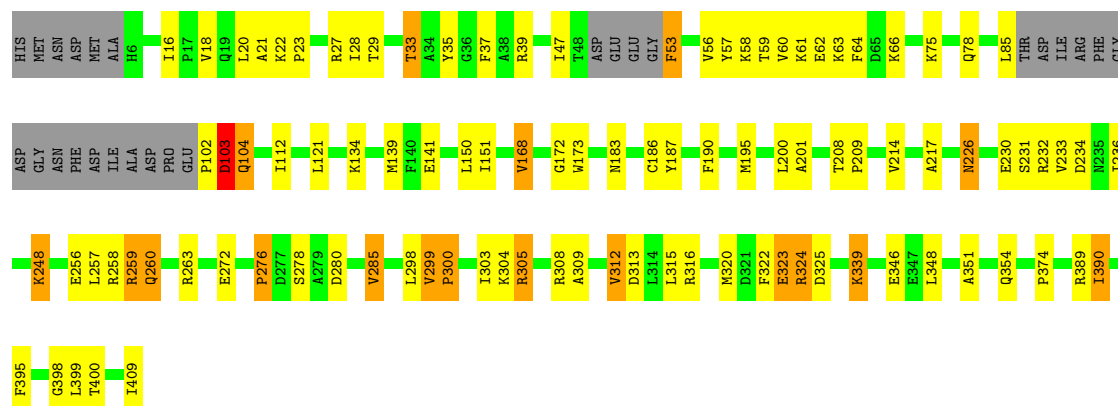 HIS MET ASN ASP MET ALA H6 I16 P17 V18 Q19 L20 A21 K22 P23 R27 I28 T29 T33 A34 Y35 G36 F37 A38 R39 I47 T48 ASP GLU GLU GLY F53 V56 Y57 K58 T59 V60 K61 E62 K63 F64 D65 K66 K75 Q78 L85 THR ASP ILE ARG PHE GLY
ASP GLY ASN PHE ASP ILE ALA ASP PRO GLU P102 D103 Q104 I112 L121 K134 M139 F140 E141 L150 I151 V168 G172 W173 N183 C186 Y187 F190 M195 L200 A201 T208 P209 V214 A217 N226 E230 S231 R232 V233 D234 N235
K248 E256 L257 R258 R259 Q260 R263 E272 P276 D277 S278 A279 D280 V285 L298 V299 P300 I303 K304 R305 R308 A309 V312 D313 L314 L315 R316 M320 D321 F322 E323 R324 D325 K339 E346 E347 L348 A351 Q354 P374 R389 I390
F395 G398 L399 T400 I409